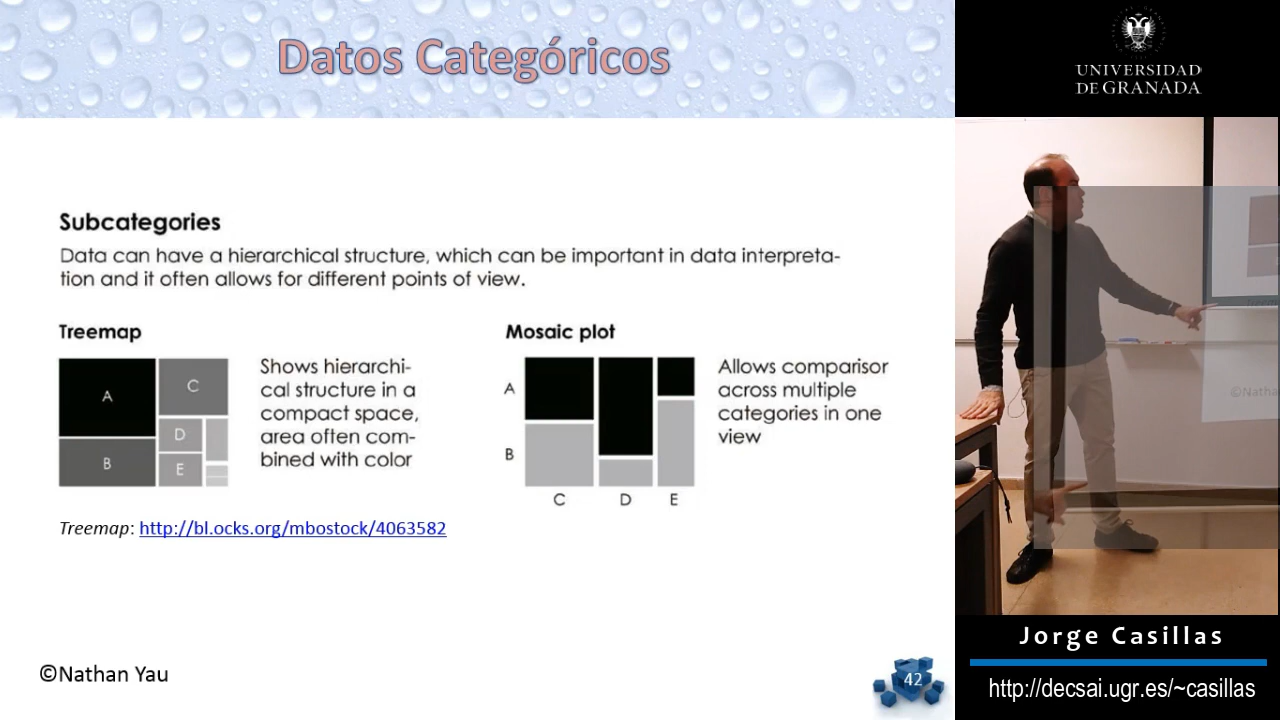 Datos Categóricos
UNIVERSIDAD
DE GRANADA
Subcategories
Data can have a hierarchical structure, which can be important in data interpreta-
tion and it often allows for different points of view.
Treemap
A
C
D
B
E
Shows hierarchi-
cal structure in a
compact space,
area often com-
bined with color
Mosaic plot
A
B
C D E
Allows comparisor
across multiple
categories in one
view
Treemap: http://bl.ocks.org/mbostock/4063582
©Nathan Yau
42
©Nathan
Jorge Casillas
http://decsai.ugr.es/~casillas